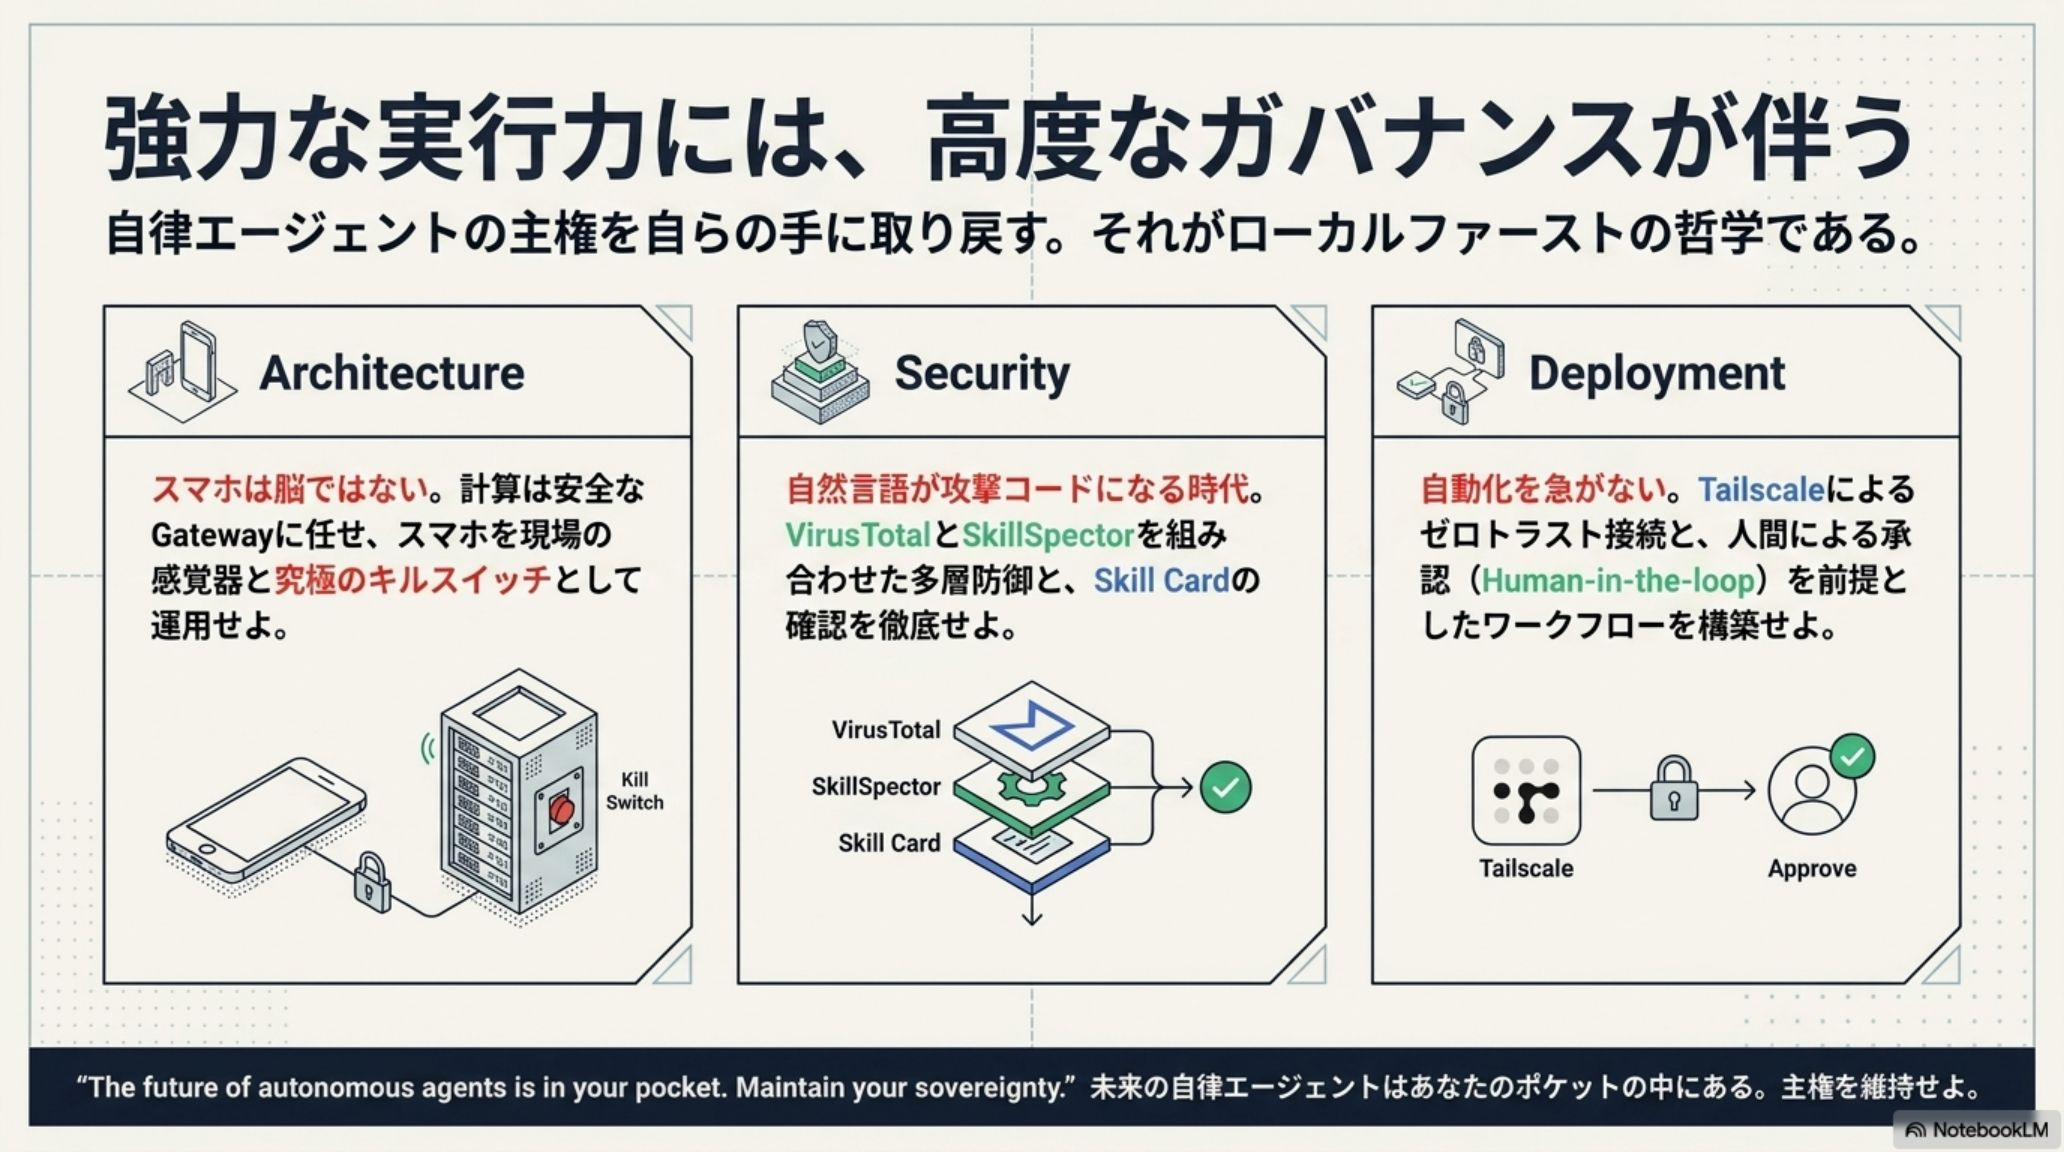 強力な実行力には、高度なガバナンスが伴う
自律エージェントの主権を自らの手に取り戻す。それがローカルファーストの哲学である。
Architecture
スマホは脳ではない。計算は安全な
Gatewayに任せ、スマホを現場の
感覚器と究極のキルスイッチとして
運用せよ。
Kill
Switch
Security
自然言語が攻撃コードになる時代。
VirusTotalとSkillSpectorを組み
合わせた多層防御と、Skill Cardの
確認を徹底せよ。
VirusTotal
SkillSpector
Skill Card
Deployment
自動化を急がない。Tailscaleによる
ゼロトラスト接続と、人間による承
認（Human-in-the-loop）を前提と
したワークフローを構築せよ。
Tailscale
Approve
“The future of autonomous agents is in your pocket. Maintain your sovereignty.” 未来の自律エージェントはあなたのポケットの中にある。主権を維持せよ。
NotebookLM